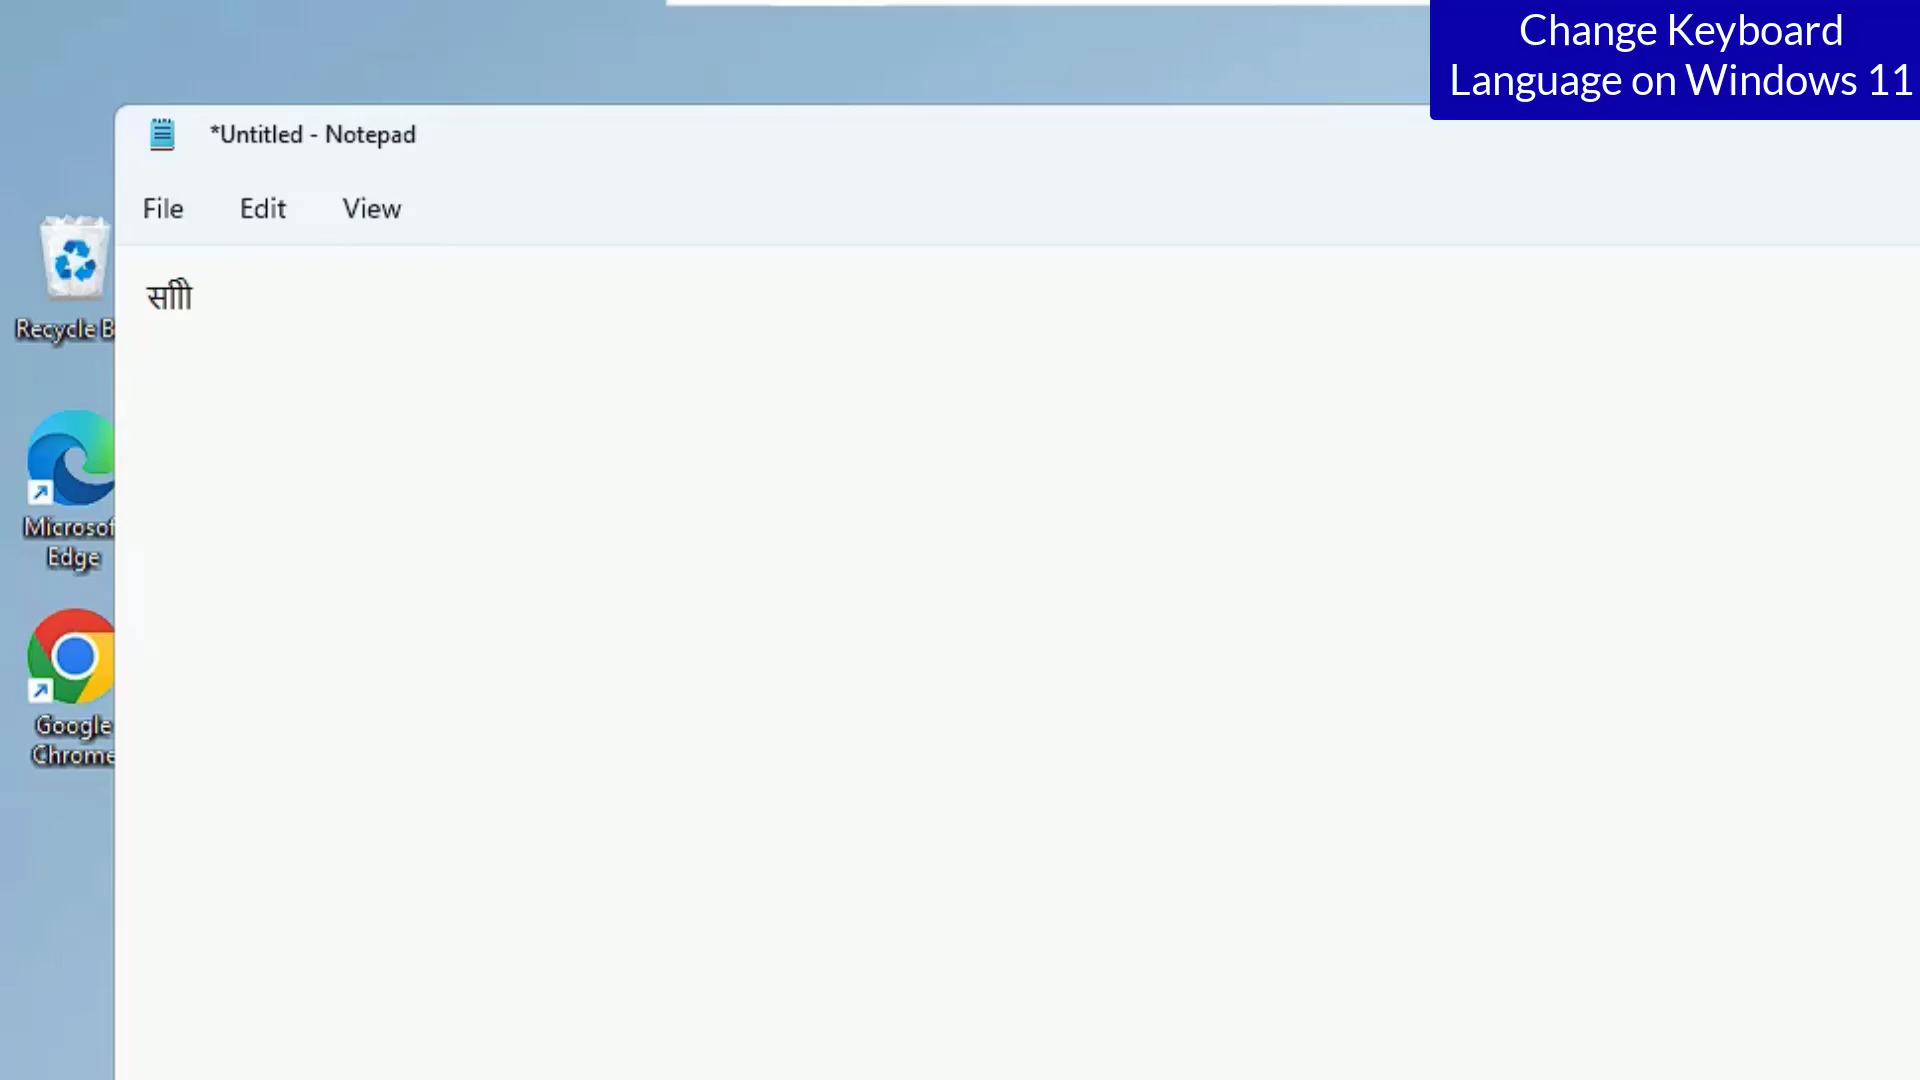 Change Keyboard
Language on Windows 11
*Untitled - Notepad
File Edit View
Recycle B
Microsof
Edge
Google
Chrome